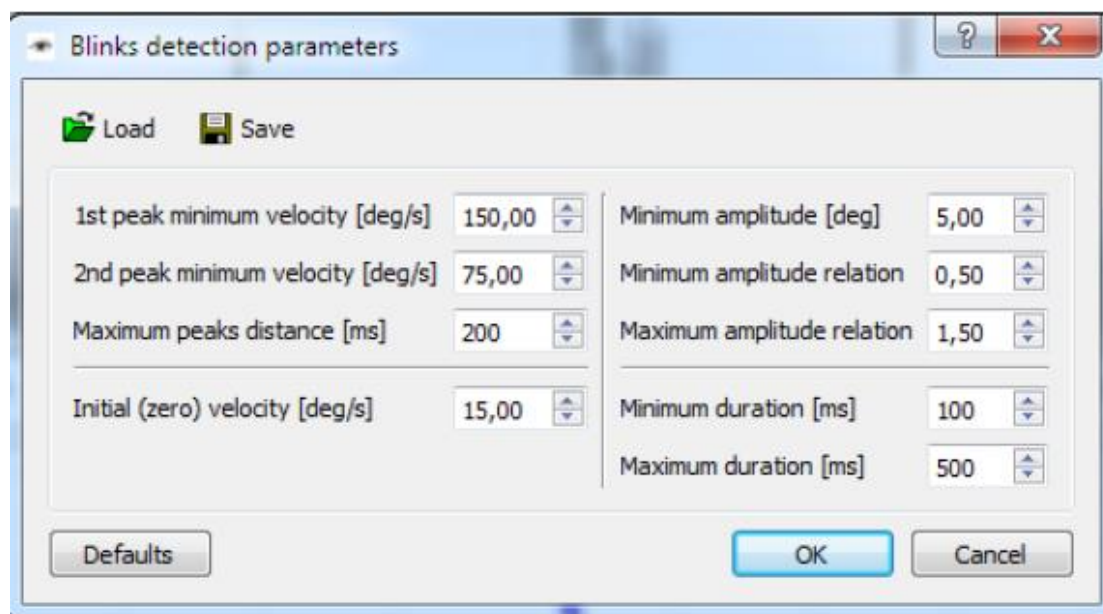 Blinks detection parameters
Load Save
1st peak minimum velocity [deg/s] 150,00
2nd peak minimum velocity [deg/s] 75,00
Maximum peaks distance [ms] 200
Initial (zero) velocity [deg/s] 15,00
Minimum amplitude [deg] 5,00
Minimum amplitude relation 0,50
Maximum amplitude relation 1,50
Minimum duration [ms] 100
Maximum duration [ms] 500
Defaults OK Cancel